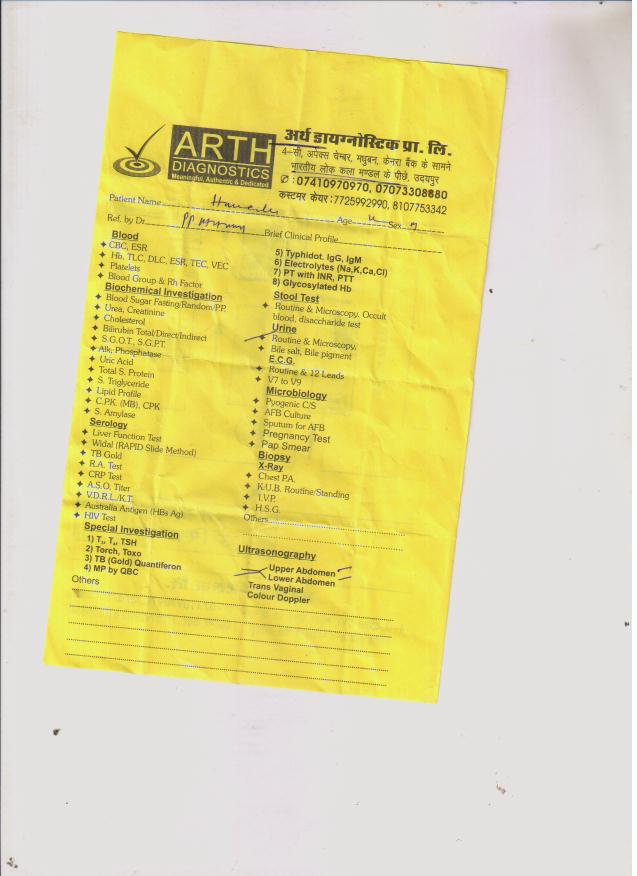 ARTH
DIAGNOSTICS
Meaningful, Authentic & Dedicated
अर्थ डायग्नोस्टिक प्रा. लि.
4–सी, अपेक्स चेम्बर, मधुबन, केनरा बैंक के सामने
भारतीय लोक कला मण्डल के पीछे, उदयपुर
✆ : 07410970970, 07073308880
कस्टमर केयर : 7725992990, 8107753342
Patient Name Age Sex
Ref. by Dr. Brief Clinical Profile
Blood
CBC, ESR
Hb, TLC, DLC, ESR, TEC, VEC
Platelets
Blood Group & Rh Factor
Biochemical Investigation
Blood Sugar Fasting/Random/P.P.
Urea, Creatinine
Cholesterol
Bilirubin Total/Direct/Indirect
S.G.O.T., S.G.P.T.
Alk. Phosphatase
Uric Acid
Total S. Protein
S. Triglyceride
Lipid Profile
C.P.K. (MB), CPK
S. Amylase
Serology
Liver Function Test
Widal (RAPID Slide Method)
TB Gold
R.A. Test
CRP Test
A.S.O. Titer
V.D.R.L./K.T.
Australia Antigen (HBs Ag)
HIV Test
Special Investigation
1) T₃, T₄, TSH
2) Torch, Toxo
3) TB (Gold) Quantiferon
4) MP by QBC
Others
5) Typhidot. IgG, IgM
6) Electrolytes (Na,K,Ca,Cl)
7) PT with INR, PTT
8) Glycosylated Hb
Stool Test
Routine & Microscopy, Occult
blood, disaccharide test
Urine
Routine & Microscopy,
Bile salt, Bile pigment
E.C.G.
Routine & 12 Leads
V7 to V9
Microbiology
Pyogenic C/S
AFB Culture
Sputum for AFB
Pregnancy Test
Pap Smear
Biopsy
X-Ray
Chest P.A.
K.U.B. Routine/Standing
I.V.P.
H.S.G.
Others
Ultrasonography
Upper Abdomen
Lower Abdomen
Trans Vaginal
Colour Doppler